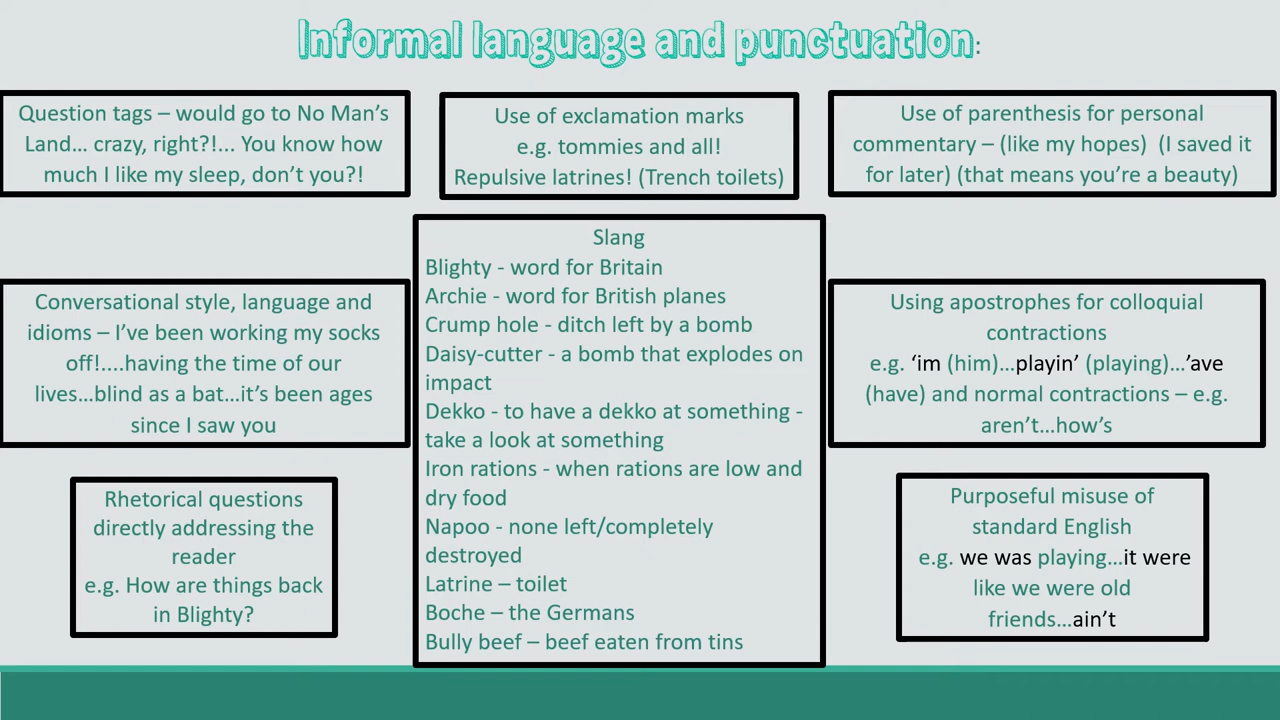 Informal language and punctuation:
Question tags – would go to No Man's
Land... crazy, right?!... You know how
much I like my sleep, don't you?!
Use of exclamation marks
e.g. tommies and all!
Repulsive latrines! (Trench toilets)
Use of parenthesis for personal
commentary – (like my hopes)  (I saved it
for later) (that means you're a beauty)
Conversational style, language and
idioms – I've been working my socks
off!....having the time of our
lives...blind as a bat...it's been ages
since I saw you
Slang
Blighty - word for Britain
Archie - word for British planes
Crump hole - ditch left by a bomb
Daisy-cutter - a bomb that explodes on
impact
Dekko - to have a dekko at something -
take a look at something
Iron rations - when rations are low and
dry food
Napoo - none left/completely
destroyed
Latrine – toilet
Boche – the Germans
Bully beef – beef eaten from tins
Using apostrophes for colloquial
contractions
e.g. ‘im (him)...playin’ (playing)...’ave
(have) and normal contractions – e.g.
aren't...how's
Rhetorical questions
directly addressing the
reader
e.g. How are things back
in Blighty?
Purposeful misuse of
standard English
e.g. we was playing...it were
like we were old
friends...ain't